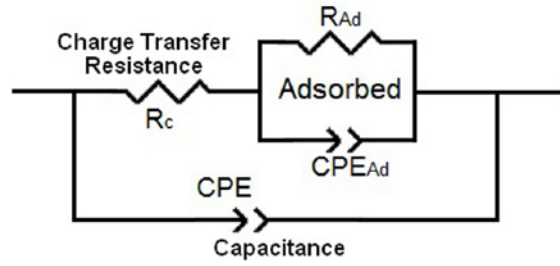 RAd
Charge Transfer
Resistance
Adsorbed
Rc
CPEAd
CPE
Capacitance